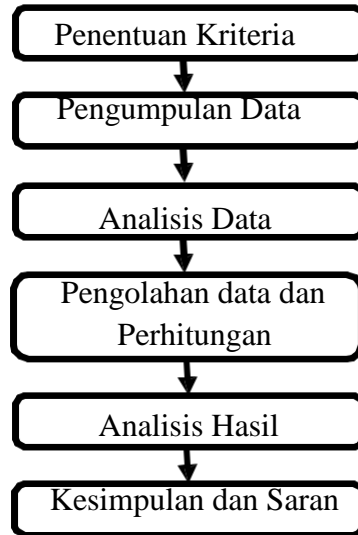 Penentuan Kriteria
Pengumpulan Data
Analisis Data
Pengolahan data dan
Perhitungan
Analisis Hasil
Kesimpulan dan Saran